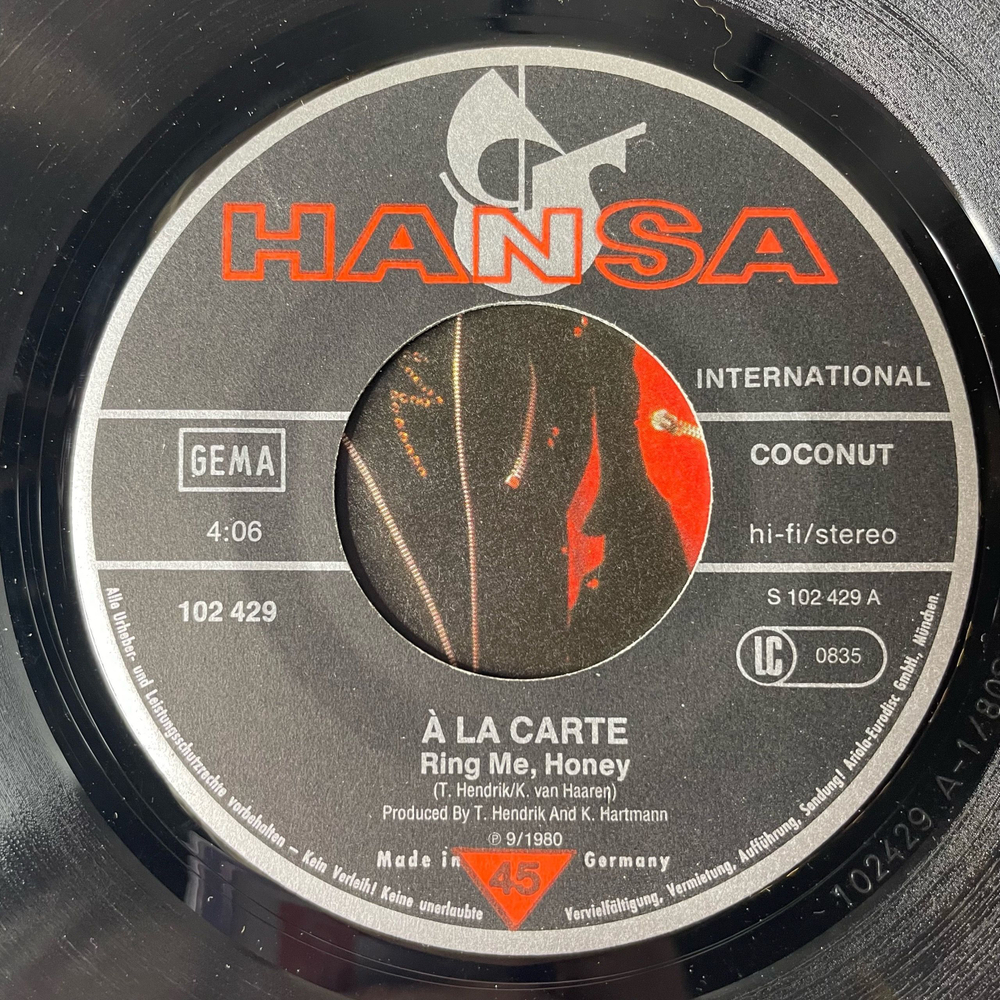 HANSA
INTERNATIONAL
GEMA
COCONUT
4:06
hi-fi/stereo
102 429
S 102 429 A
LC 0835
À LA CARTE
Ring Me, Honey
(T. Hendrik/K. van Haaren)
Produced By T. Hendrik And K. Hartmann
℗ 9/1980
Made in Germany
45
Alle Urheber- und Leistungsschutzrechte vorbehalten – Kein Verleih! Keine unerlaubte Vervielfältigung, Vermietung, Aufführung, Sendung! Ariola-Eurodisc GmbH., München.
102429 A-1/80